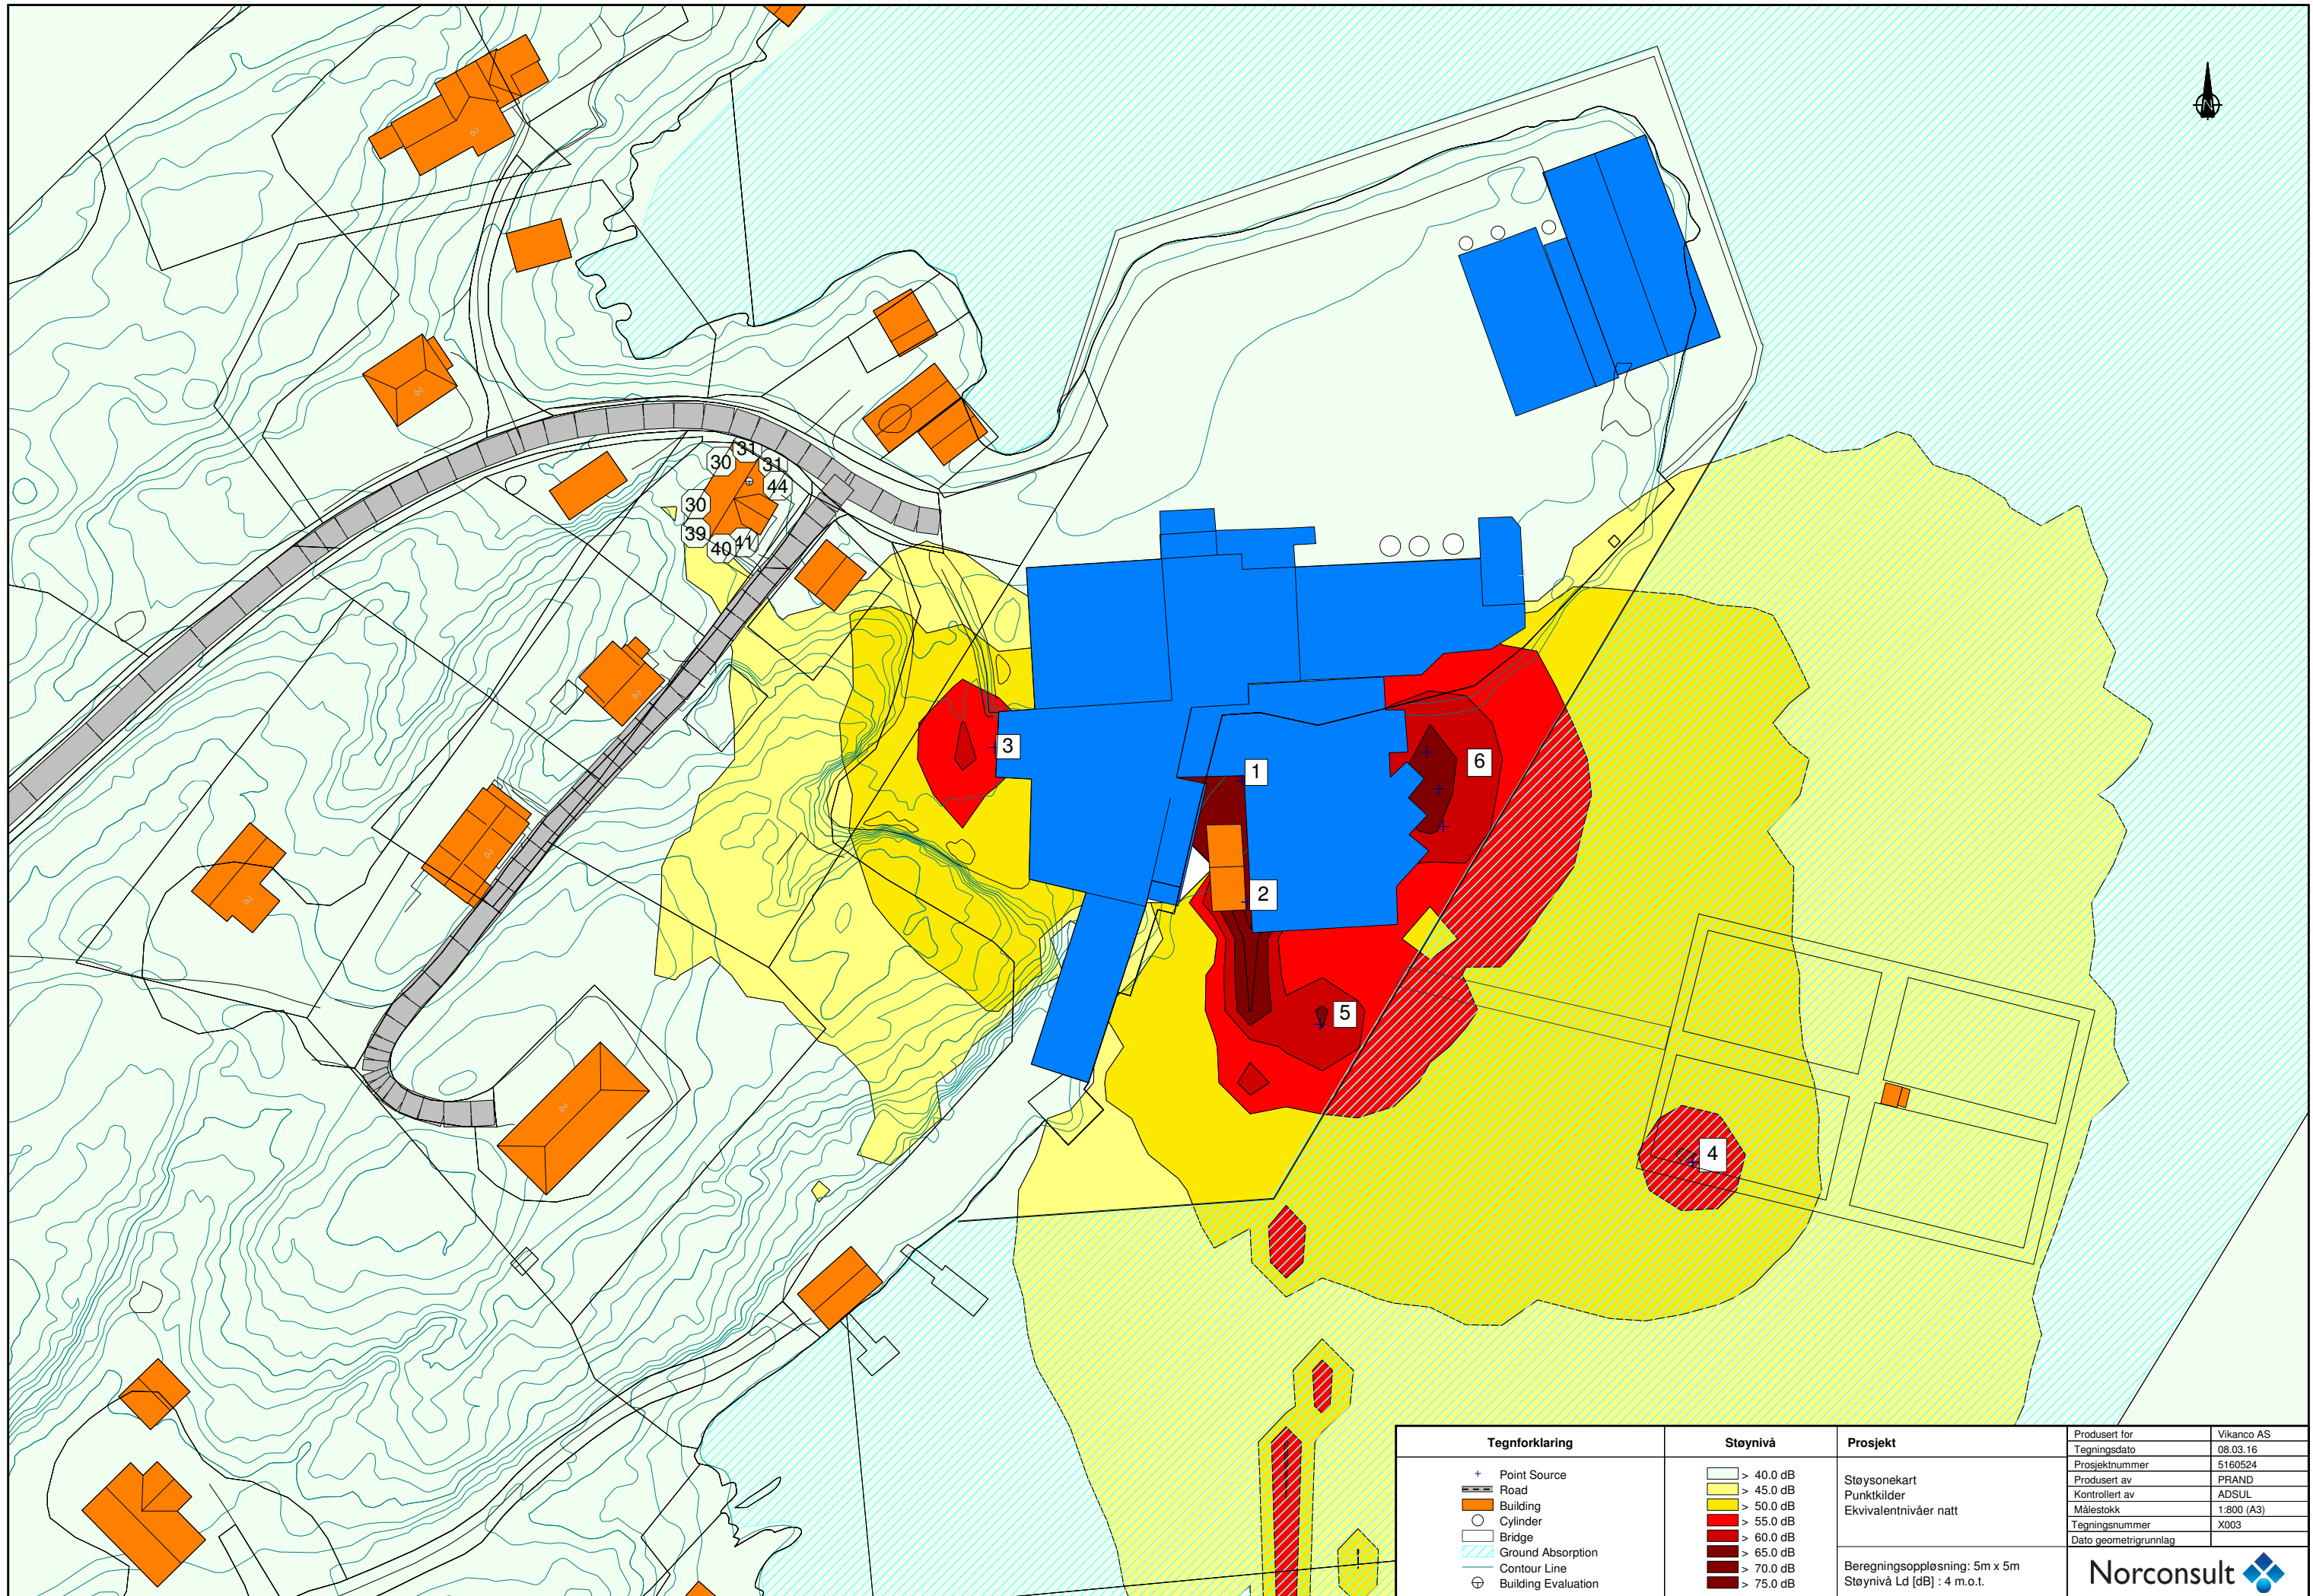 N
31
30
31
44
30
39
40
41
3
1
6
2
5
4
Tegnforklaring
Point Source
Road
Building
Cylinder
Bridge
Ground Absorption
Contour Line
Building Evaluation
Støynivå
> 40.0 dB
> 45.0 dB
> 50.0 dB
> 55.0 dB
> 60.0 dB
> 65.0 dB
> 70.0 dB
> 75.0 dB
Prosjekt
Støysonekart
Punktkilder
Ekvivalentnivåer natt
Beregningsoppløsning: 5m x 5m
Støynivå Ld [dB] : 4 m.o.t.
Produsert for Vikanco AS
Tegningsdato 08.03.16
Prosjektnummer 5160524
Produsert av PRAND
Kontrollert av ADSUL
Målestokk 1:800 (A3)
Tegningsnummer X003
Dato geometrigrunnlag
Norconsult